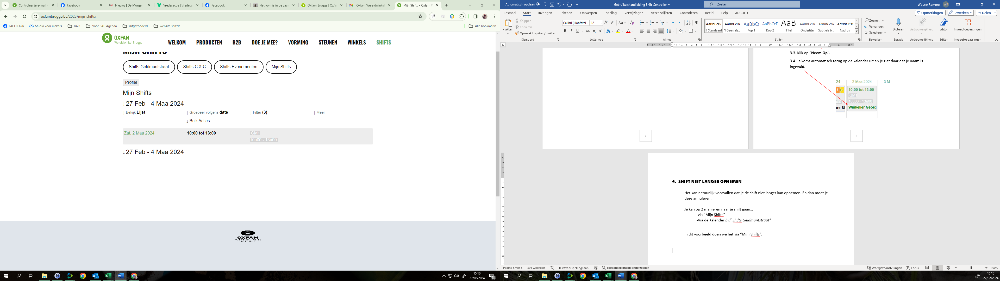 Controleer je e-mail
Facebook
Nieuws | De Morgen
Vredesactie | Vredesa
Facebook
Het vonnis in de zaak
Oxfam Brugge | Oxfa
[Oxfam Wereldwinkel
Mijn Shifts – Oxfam W
oxfambrugge.be/2023/mijn-shifts/
FACEBOOK
Studio voor makers
BAF!
Voor BAF-Agenda
Uitgezonderd
website shizzle
Alle bookmarks
OXFAM
Wereldwinkel Brugge
WELKOM
PRODUCTEN
B2B
DOE JE MEE?
VORMING
STEUNEN
WINKELS
SHIFTS
MIJN SHIFTS
Shifts Geldmuntstraat
Shifts C & C
Shifts Evenementen
Mijn Shifts
Profiel
Mijn Shifts
↓ 27 Feb - 4 Maa 2024
↓ Bekijk Lijst
↓ Groepeer volgens date
↓ Filter (3)
↓ Meer
↓ Bulk Acties
Zat, 2 Maa 2024
10:00 tot 13:00
GM1
10u00 - 13u00
↓ 27 Feb - 4 Maa 2024
OXFAM
Wereldwinkel
Brugge
15:10
27/02/2024
18
Automatisch opslaan
Gebruikershandleiding Shift Controller
Zoeken
Wouter Rommel
WR
Bestand
Start
Invoegen
Tekenen
Ontwerpen
Indeling
Verwijzingen
Verzendlijsten
Controleren
Beeld
Help
ADSOLUT
Opmerkingen
Bewerken
Delen
Plakken
Knippen
Kopiëren
Opmaak kopiëren/plakken
Klembord
Calibri (Hoofdtel
12
Lettertype
Alinea
AaBbCcDc
¶ Standaard
AaBbCcDc
¶ Geen afs...
AaBbCc
Kop 1
AaBbCcD
Kop 2
AaB
Titel
AaBbCcDc
Ondertitel
AaBbCcDc
Subtiele b...
AaBbCcDc
Nadruk
Stijlen
Zoeken
Vervangen
Selecteren
Bewerken
Dicteren
Spraak
Vertrouwelijkheid
Vertrouwelijkheid
Editor
Editor
Invoegtoepassingen
Invoegtoepassingen
3.3. Klik op “Neem Op”.
3.4. Je komt automatisch terug op de kalender uit en je ziet daar dat je naam is
ingevuld.
024
2 Maa 2024
3 M
10:00 tot 13:00
GM1
10u00 - 13u00
Winkelier Georg
3
4
4. SHIFT NIET LANGER OPNEMEN
Het kan natuurlijk voorvallen dat je de shift niet langer kan opnemen. En dan moet je
deze annuleren.
Je kan op 2 manieren naar je shift gaan…
-via “Mijn Shifts”
-Via de Kalender bv.” Shifts Geldmuntstraat”
In dit voorbeeld doen we het via “Mijn Shifts”.
Pagina 5 van 5
396 woorden
Tekstvoorspelling: aan
Toegankelijkheid: onderzoeken
Weergave-instellingen
Focus
100%
15:10
27/02/2024